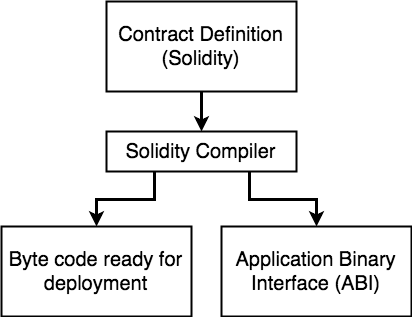 Contract Definition
(Solidity)
Solidity Compiler
Byte code ready for
deployment
Application Binary
Interface (ABI)